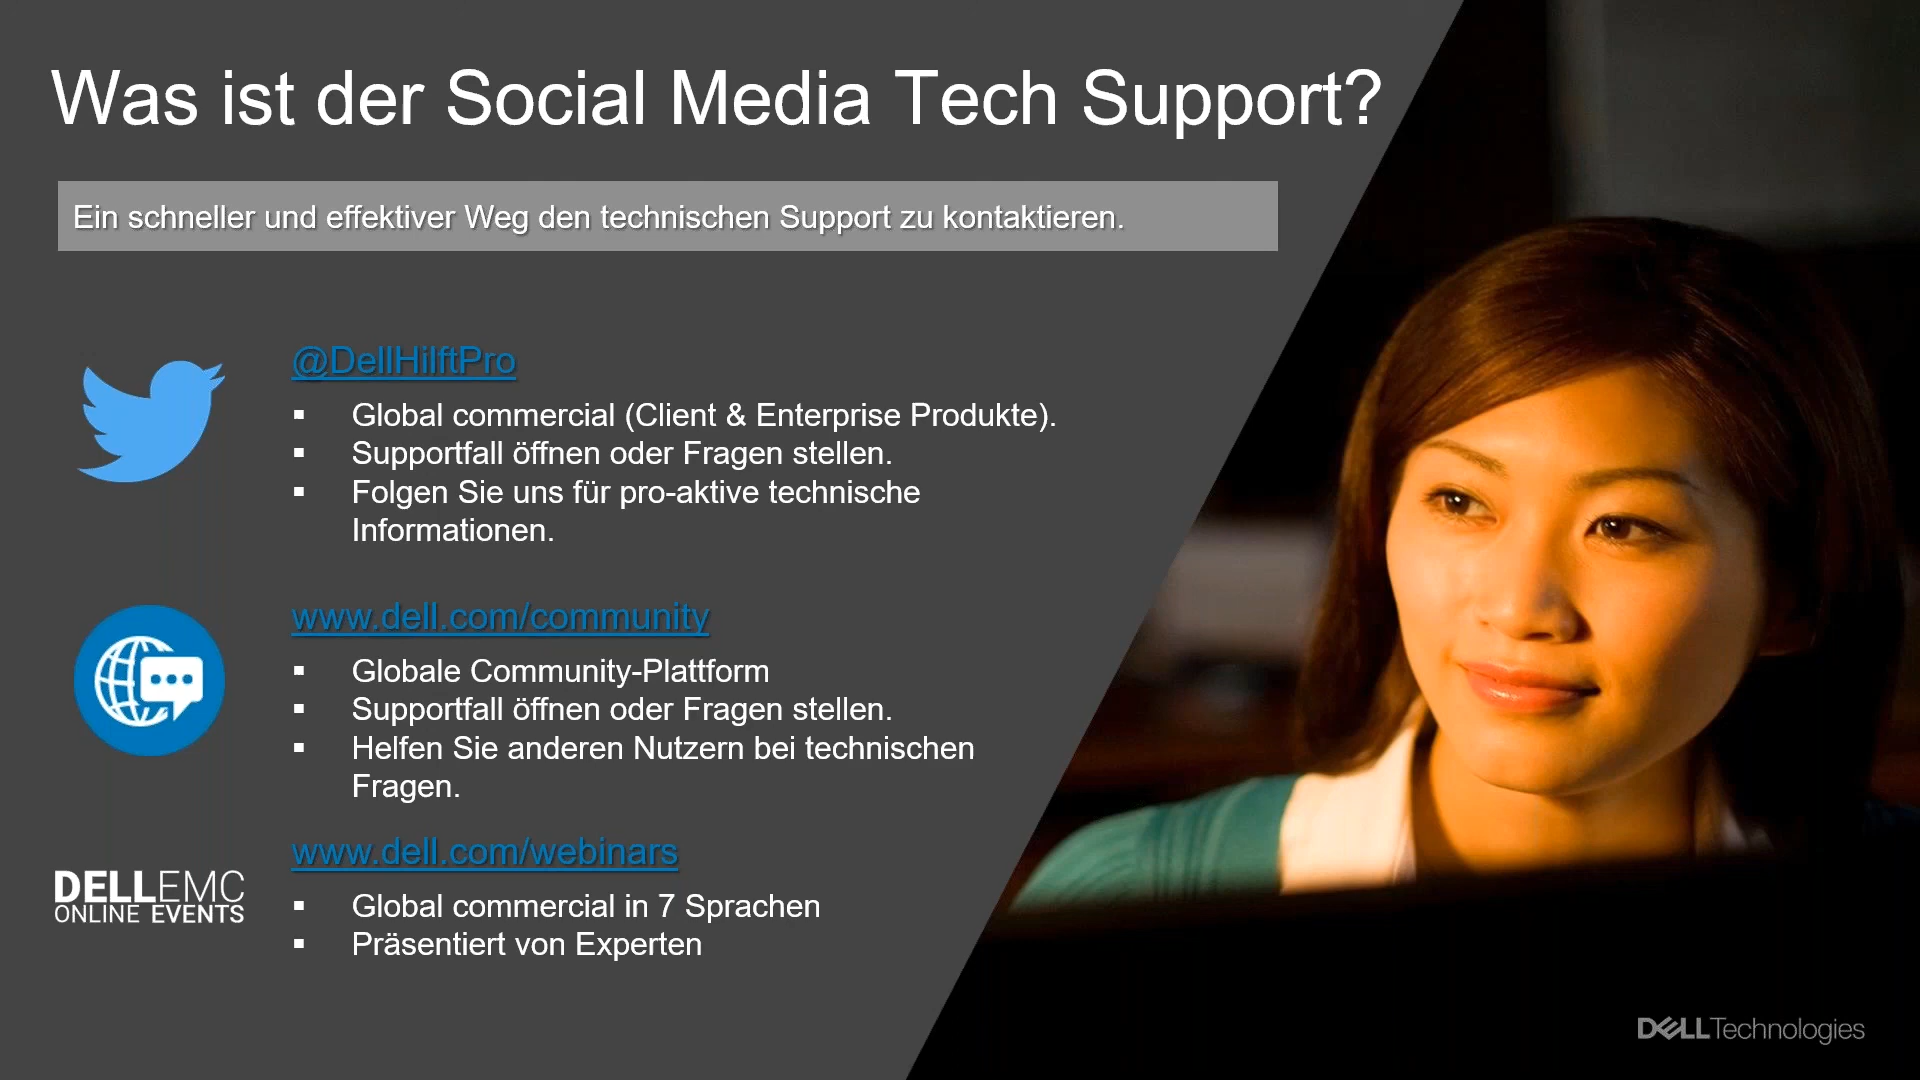 Was ist der Social Media Tech Support?
Ein schneller und effektiver Weg den technischen Support zu kontaktieren.
@DellHilftPro
▪ Global commercial (Client & Enterprise Produkte).
▪ Supportfall öffnen oder Fragen stellen.
▪ Folgen Sie uns für pro-aktive technische
Informationen.
www.dell.com/community
▪ Globale Community-Plattform
▪ Supportfall öffnen oder Fragen stellen.
▪ Helfen Sie anderen Nutzern bei technischen
Fragen.
DELLEMC
ONLINE EVENTS
www.dell.com/webinars
▪ Global commercial in 7 Sprachen
▪ Präsentiert von Experten
DELLTechnologies